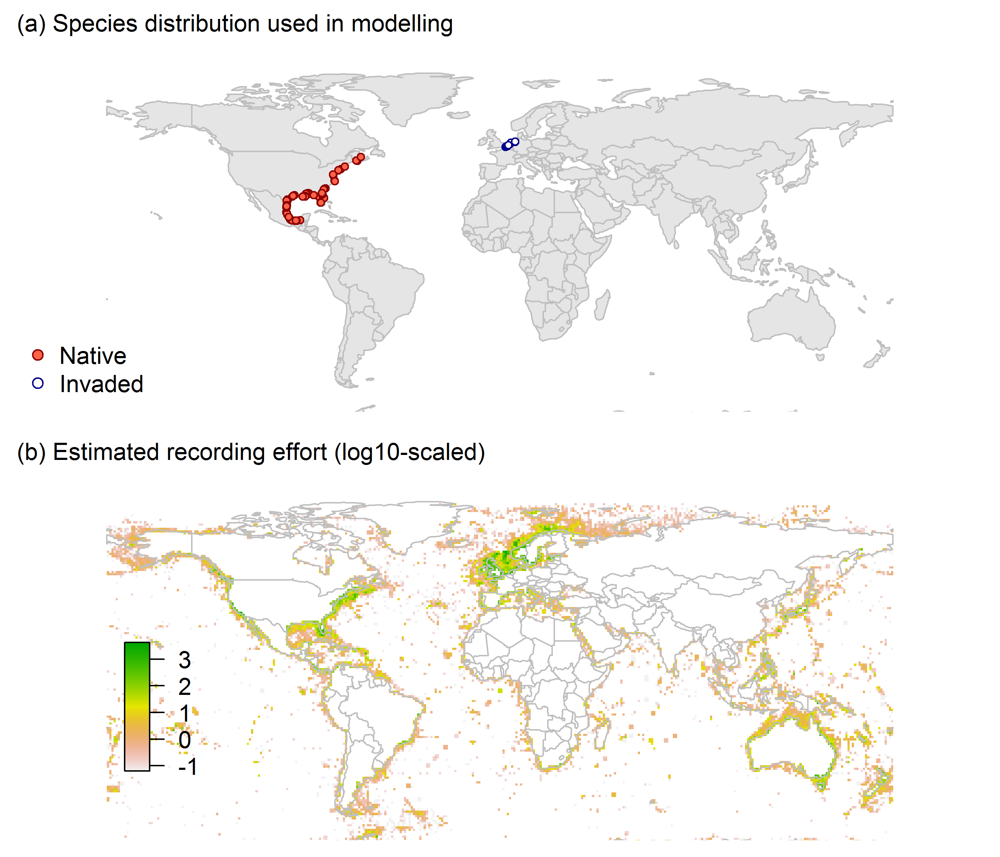 (a) Species distribution used in modelling
Native
Invaded
(b) Estimated recording effort (log10-scaled)
3
2
1
0
-1